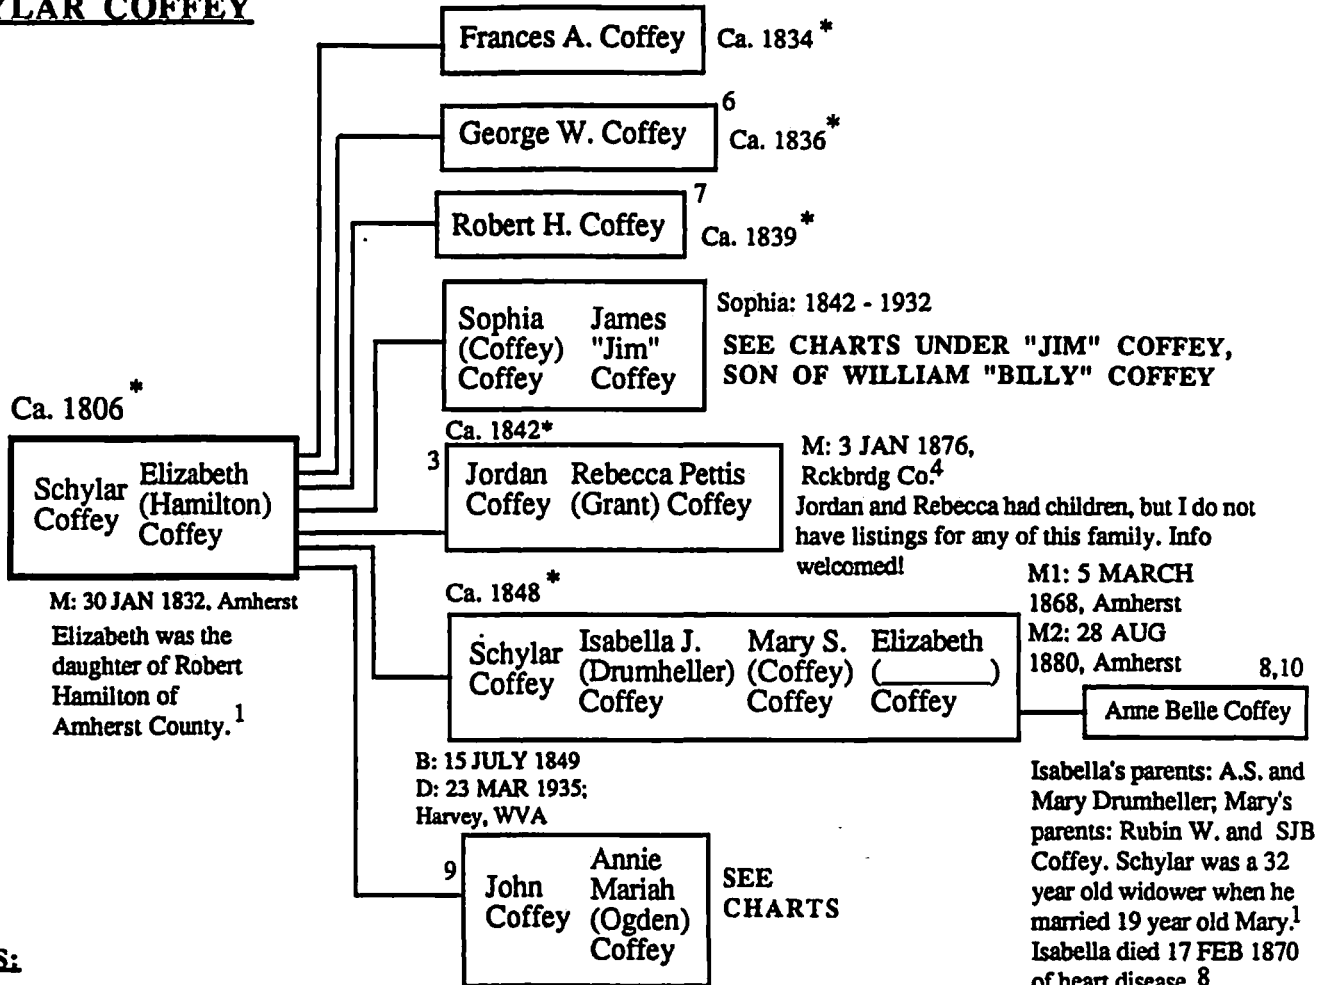 YLAR COFFEY
Frances A. Coffey
Ca. 1834 *
6
George W. Coffey
Ca. 1836 *
7
Robert H. Coffey
Ca. 1839 *
Sophia James
(Coffey) "Jim"
Coffey Coffey
Sophia: 1842 - 1932
SEE CHARTS UNDER "JIM" COFFEY,
SON OF WILLIAM "BILLY" COFFEY
Ca. 1806 *
Schylar Coffey
Elizabeth
(Hamilton)
Coffey
M: 30 JAN 1832, Amherst
Elizabeth was the
daughter of Robert
Hamilton of
Amherst County. 1
Ca. 1842*
3
Jordan Rebecca Pettis
Coffey (Grant) Coffey
M: 3 JAN 1876,
Rckbrdg Co.4
Jordan and Rebecca had children, but I do not
have listings for any of this family. Info
welcomed!
Ca. 1848 *
Schylar Coffey
Isabella J. Mary S. Elizabeth
(Drumheller) (Coffey) (______)
Coffey Coffey Coffey
M1: 5 MARCH
1868, Amherst
M2: 28 AUG
1880, Amherst
8,10
Anne Belle Coffey
Isabella's parents: A.S. and
Mary Drumheller; Mary's
parents: Rubin W. and SJB
Coffey. Schylar was a 32
year old widower when he
married 19 year old Mary.1
Isabella died 17 FEB 1870
of heart disease. 8
B: 15 JULY 1849
D: 23 MAR 1935;
Harvey, WVA
9
John Coffey
Annie
Mariah
(Ogden)
Coffey
SEE
CHARTS
S: